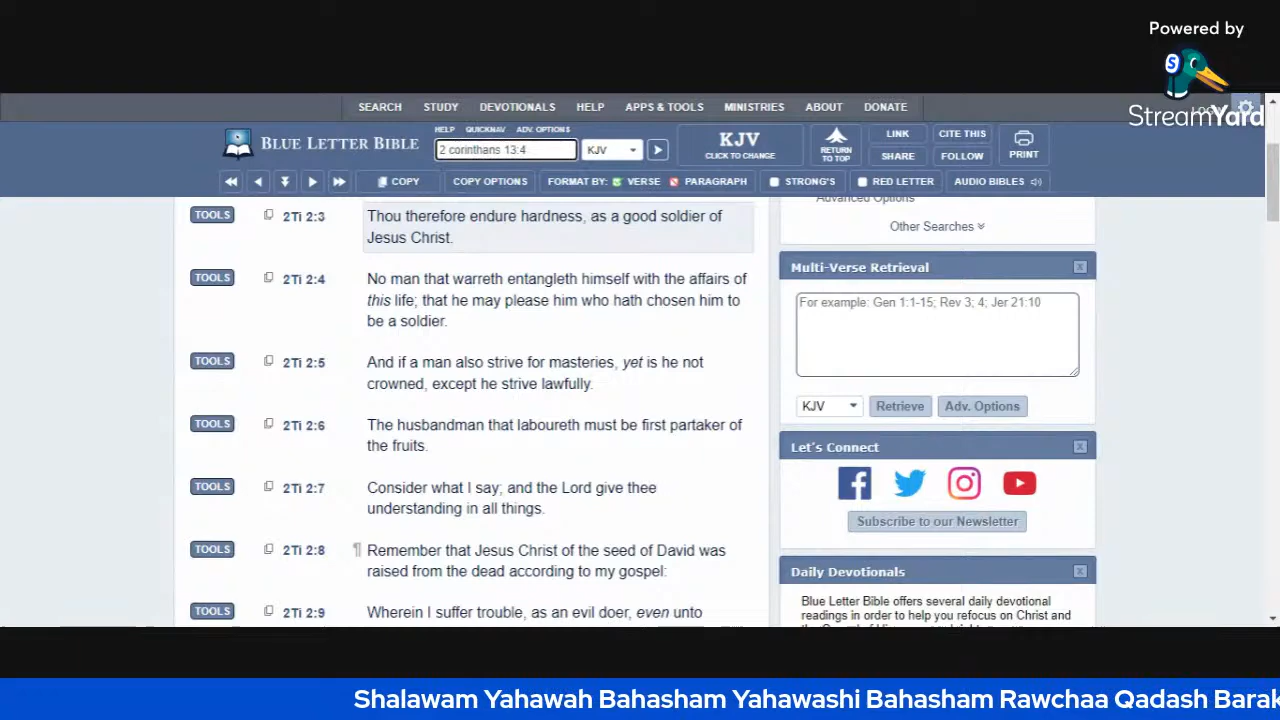 Powered by
StreamYard
SEARCH STUDY DEVOTIONALS HELP APPS & TOOLS MINISTRIES ABOUT DONATE
HELP QUICKNAV ADV. OPTIONS
BLUE LETTER BIBLE
2 corinthians 13:4
KJV
KJV
CLICK TO CHANGE
RETURN
TO TOP
LINK
CITE THIS
SHARE
FOLLOW
PRINT
COPY COPY OPTIONS FORMAT BY: VERSE PARAGRAPH STRONG'S RED LETTER AUDIO BIBLES
TOOLS 2Ti 2:3 Thou therefore endure hardness, as a good soldier of
Jesus Christ.
TOOLS 2Ti 2:4 No man that warreth entangleth himself with the affairs of
this life; that he may please him who hath chosen him to
be a soldier.
TOOLS 2Ti 2:5 And if a man also strive for masteries, yet is he not
crowned, except he strive lawfully.
TOOLS 2Ti 2:6 The husbandman that laboureth must be first partaker of
the fruits.
TOOLS 2Ti 2:7 Consider what I say; and the Lord give thee
understanding in all things.
TOOLS 2Ti 2:8 ¶ Remember that Jesus Christ of the seed of David was
raised from the dead according to my gospel:
TOOLS 2Ti 2:9 Wherein I suffer trouble, as an evil doer, even unto
Advanced Options
Other Searches
Multi-Verse Retrieval
For example: Gen 1:1-15; Rev 3; 4; Jer 21:10
KJV Retrieve Adv. Options
Let's Connect
Subscribe to our Newsletter
Daily Devotionals
Blue Letter Bible offers several daily devotional
readings in order to help you refocus on Christ and
Shalawam Yahawah Bahasham Yahawashi Bahasham Rawchaa Qadash Barak